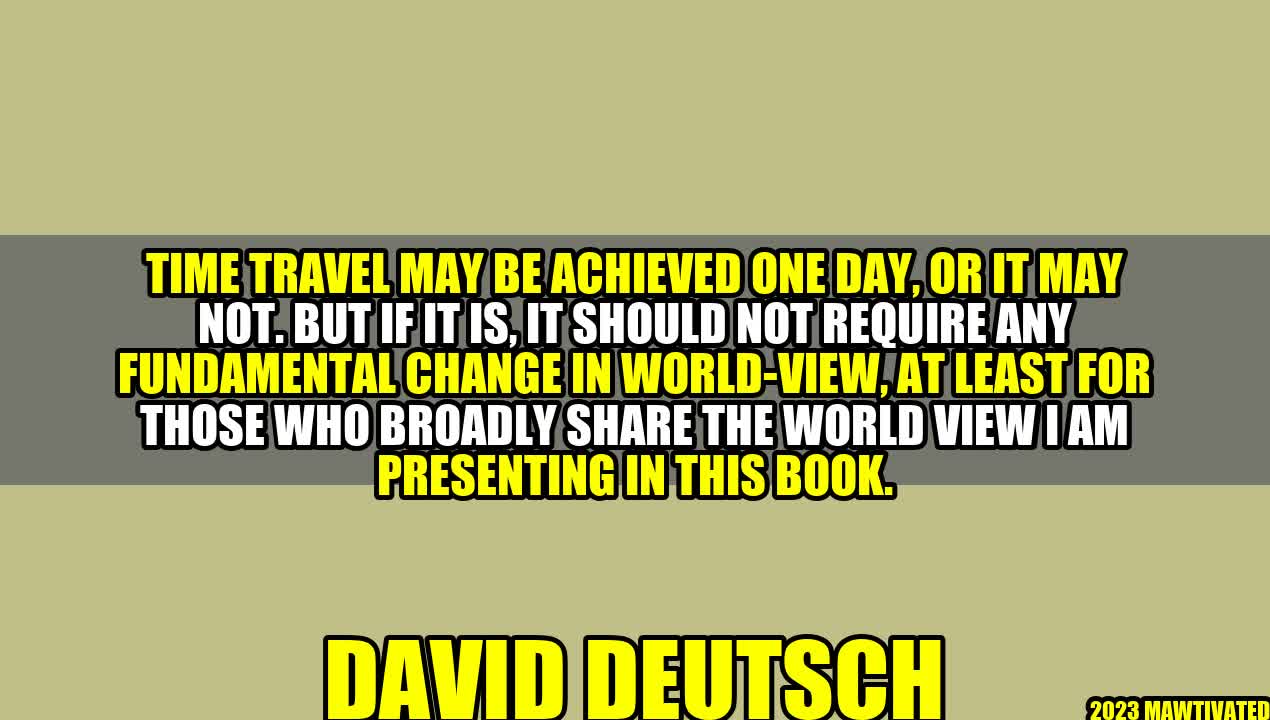 TIME TRAVEL MAY BE ACHIEVED ONE DAY, OR IT MAY
NOT. BUT IF IT IS, IT SHOULD NOT REQUIRE ANY
FUNDAMENTAL CHANGE IN WORLD-VIEW, AT LEAST FOR
THOSE WHO BROADLY SHARE THE WORLD VIEW I AM
PRESENTING IN THIS BOOK.
DAVID DEUTSCH
2023 MAWTIVATED